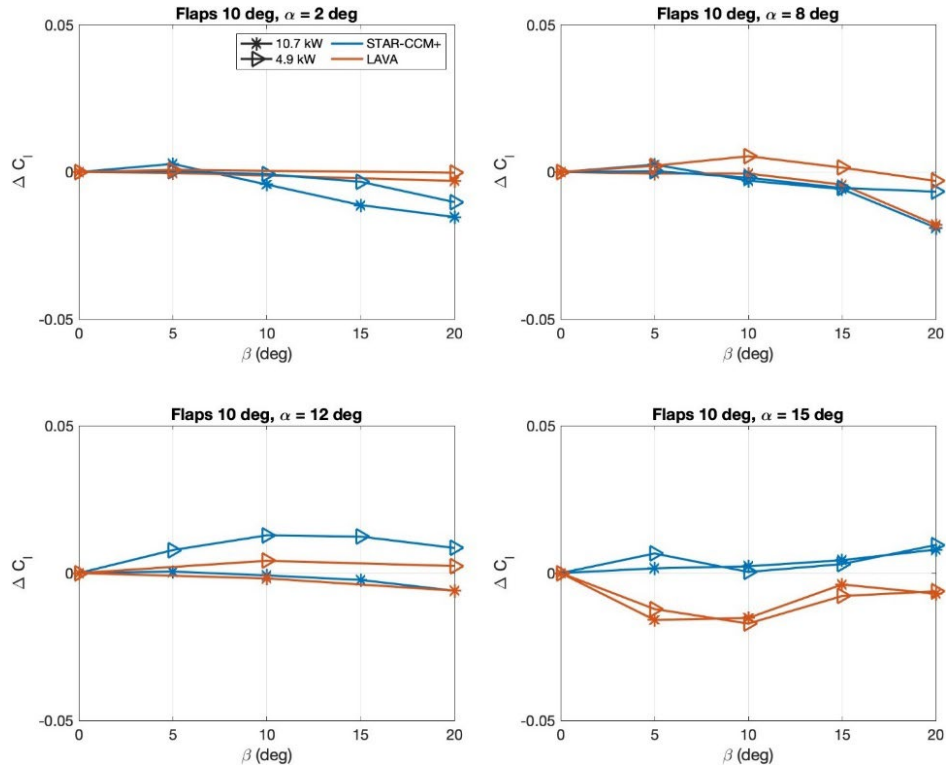 Flaps 10 deg, α = 2 deg
0.05
0
-0.05
Δ C_l
10.7 kW
4.9 kW
STAR-CCM+
LAVA
0 5 10 15 20
β (deg)
Flaps 10 deg, α = 8 deg
0.05
0
-0.05
Δ C_l
0 5 10 15 20
β (deg)
Flaps 10 deg, α = 12 deg
0.05
0
-0.05
Δ C_l
0 5 10 15 20
β (deg)
Flaps 10 deg, α = 15 deg
0.05
0
-0.05
Δ C_l
0 5 10 15 20
β (deg)